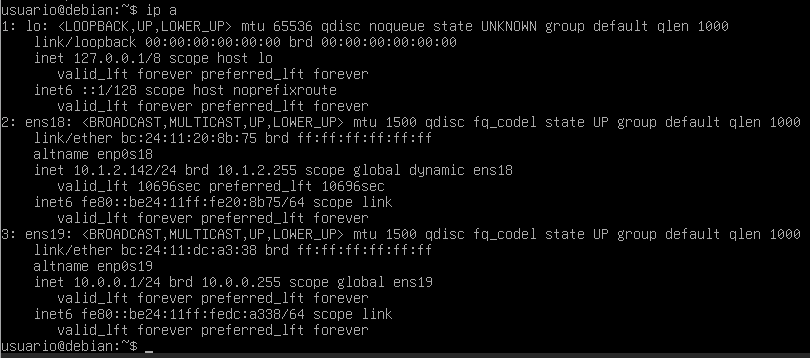 usuario@debian:~$ ip a
1: lo: <LOOPBACK,UP,LOWER_UP> mtu 65536 qdisc noqueue state UNKNOWN group default qlen 1000
    link/loopback 00:00:00:00:00:00 brd 00:00:00:00:00:00
    inet 127.0.0.1/8 scope host lo
       valid_lft forever preferred_lft forever
    inet6 ::1/128 scope host noprefixroute
       valid_lft forever preferred_lft forever
2: ens18: <BROADCAST,MULTICAST,UP,LOWER_UP> mtu 1500 qdisc fq_codel state UP group default qlen 1000
    link/ether bc:24:11:20:8b:75 brd ff:ff:ff:ff:ff:ff
    altname enp0s18
    inet 10.1.2.142/24 brd 10.1.2.255 scope global dynamic ens18
       valid_lft 10696sec preferred_lft 10696sec
    inet6 fe80::be24:11ff:fe20:8b75/64 scope link
       valid_lft forever preferred_lft forever
3: ens19: <BROADCAST,MULTICAST,UP,LOWER_UP> mtu 1500 qdisc fq_codel state UP group default qlen 1000
    link/ether bc:24:11:dc:a3:38 brd ff:ff:ff:ff:ff:ff
    altname enp0s19
    inet 10.0.0.1/24 brd 10.0.0.255 scope global ens19
       valid_lft forever preferred_lft forever
    inet6 fe80::be24:11ff:fedc:a338/64 scope link
       valid_lft forever preferred_lft forever
usuario@debian:~$ _